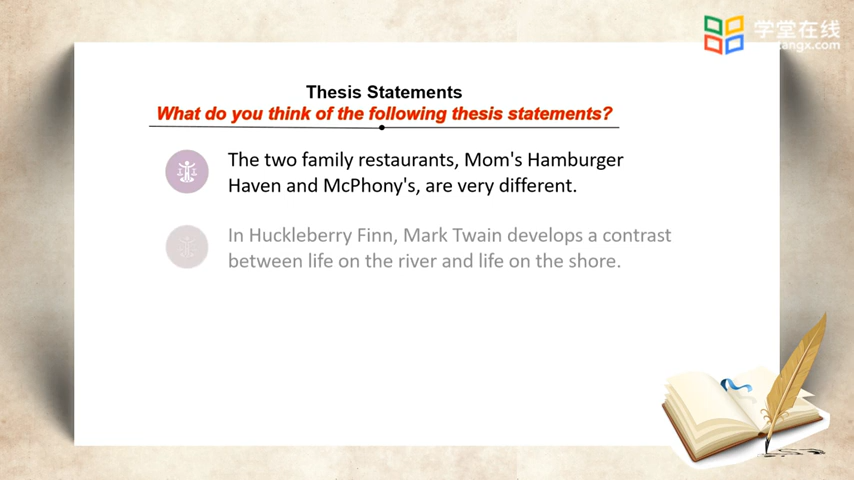 学堂在线
Thesis Statements
What do you think of the following thesis statements?
The two family restaurants, Mom's Hamburger
Haven and McPhony's, are very different.
In Huckleberry Finn, Mark Twain develops a contrast
between life on the river and life on the shore.